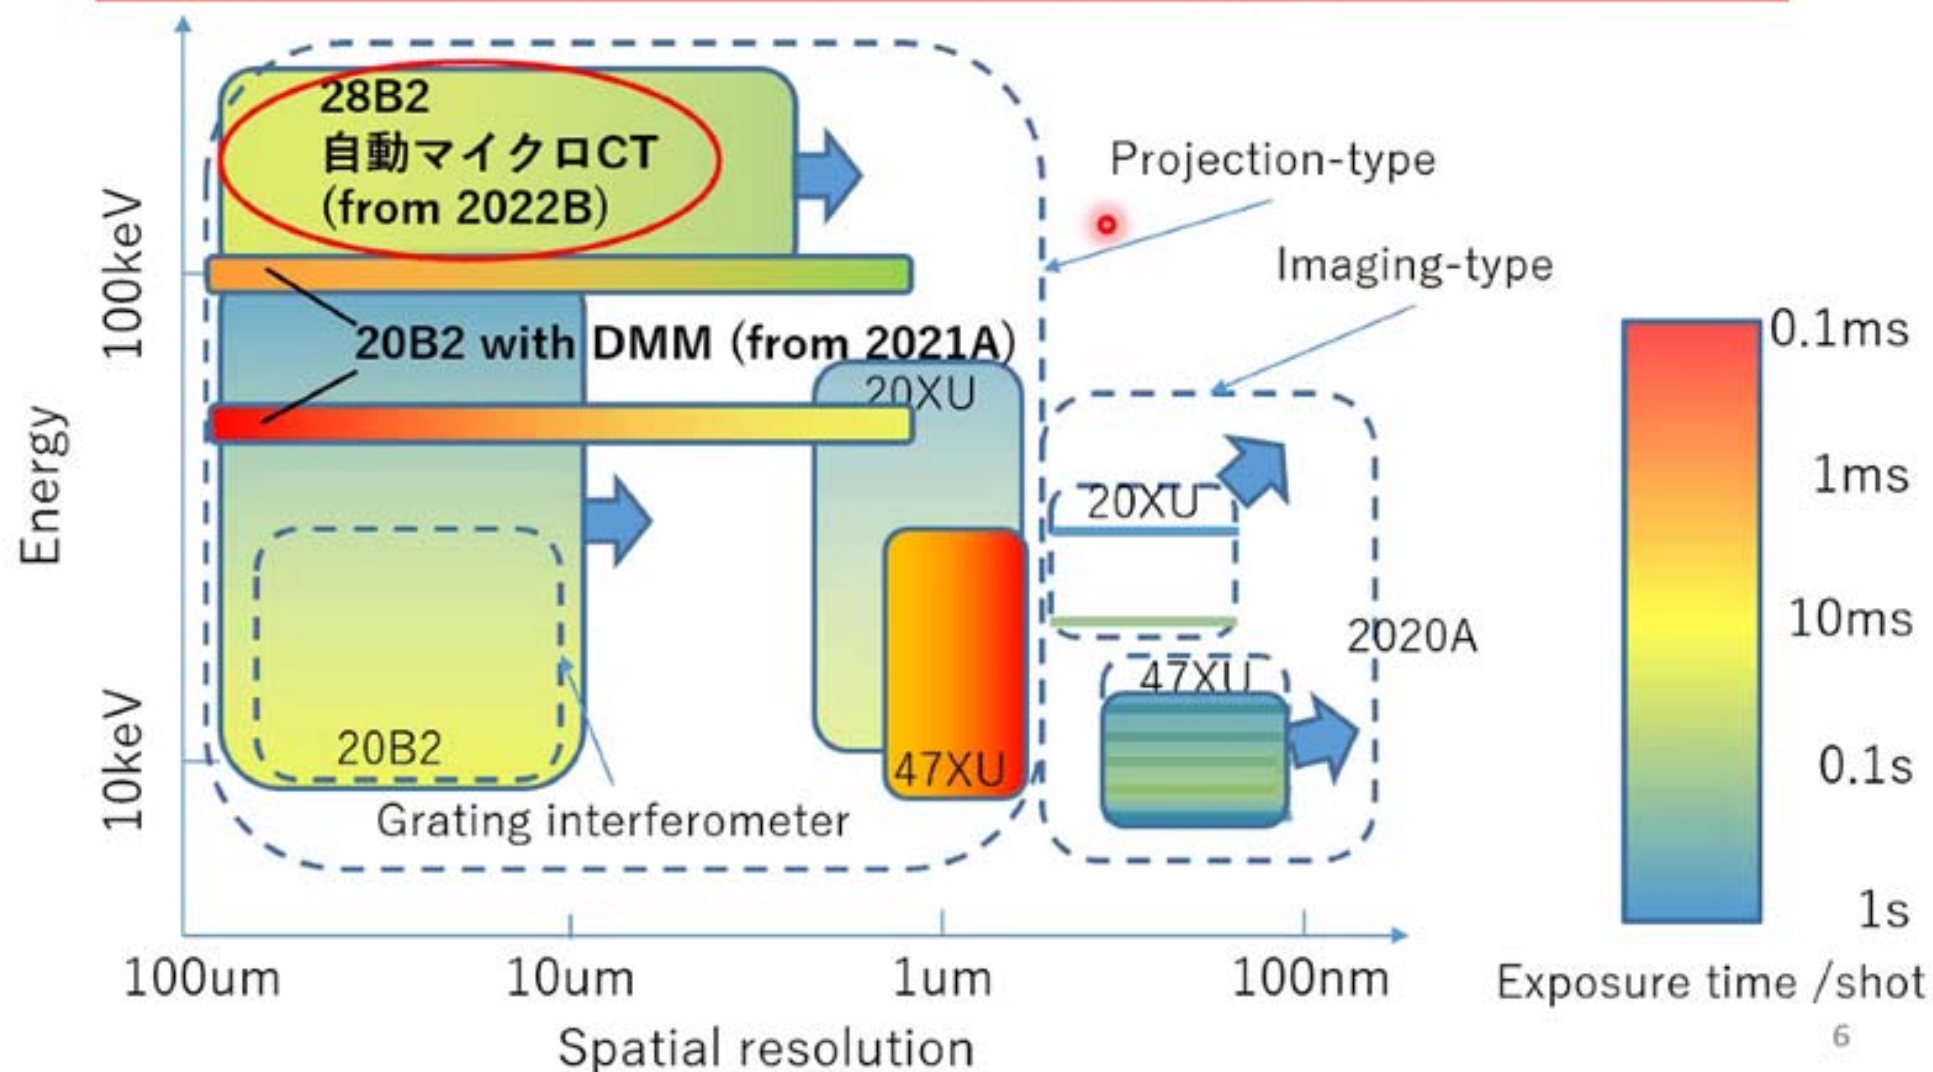 28B2
自動マイクロCT
(from 2022B)
Projection-type
Imaging-type
100keV
20B2 with DMM (from 2021A)
20XU
0.1ms
Energy
20XU
1ms
10ms
2020A
47XU
10keV
20B2
47XU
0.1s
Grating interferometer
1s
100um
10um
1um
100nm
Exposure time /shot
Spatial resolution
6